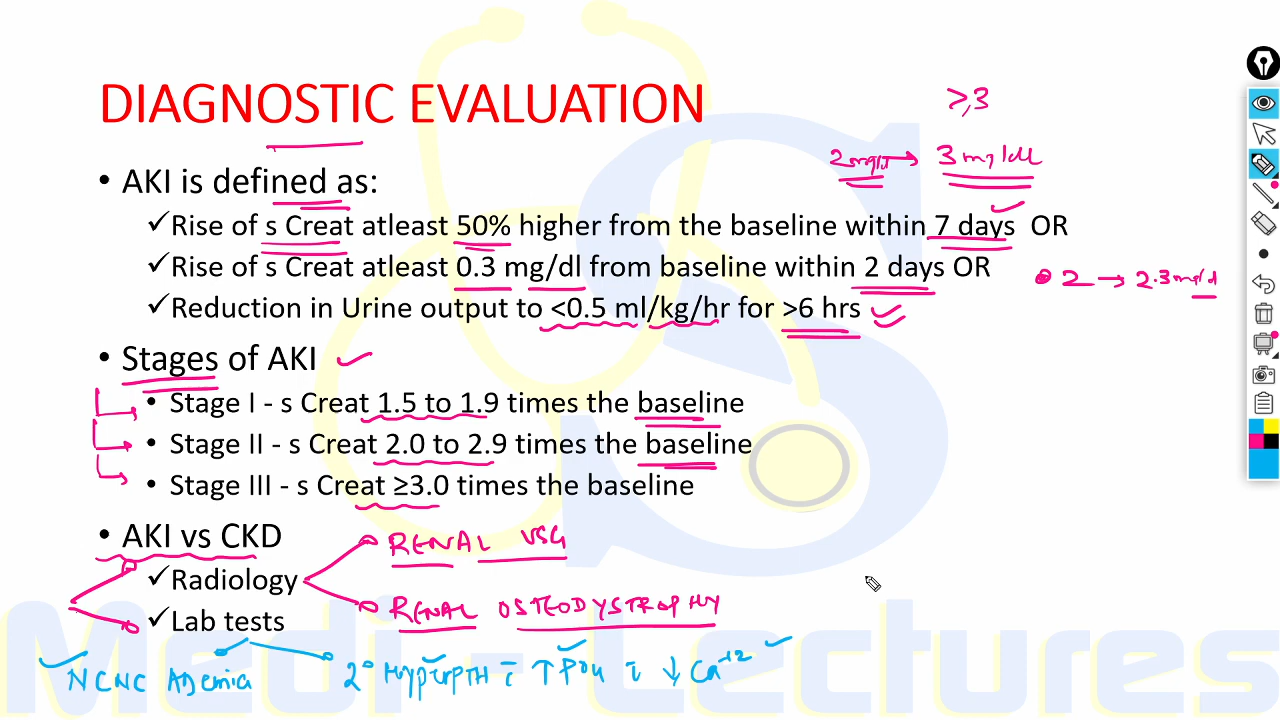 DIAGNOSTIC EVALUATION
≥3
2mg/d → 3mg/dL
• AKI is defined as:
✓Rise of s Creat atleast 50% higher from the baseline within 7 days OR
✓Rise of s Creat atleast 0.3 mg/dl from baseline within 2 days OR
2 → 2.3mg/d
✓Reduction in Urine output to <0.5 ml/kg/hr for >6 hrs
• Stages of AKI
• Stage I - s Creat 1.5 to 1.9 times the baseline
• Stage II - s Creat 2.0 to 2.9 times the baseline
• Stage III - s Creat ≥3.0 times the baseline
• AKI vs CKD
RENAL USG
✓Radiology
RENAL OSTEODYSTROPHY
✓Lab tests
NCNC Anemia
2° HyperPTH c̄ ↑ PO4 c̄ ↓ Ca+2
Medi - Lectures